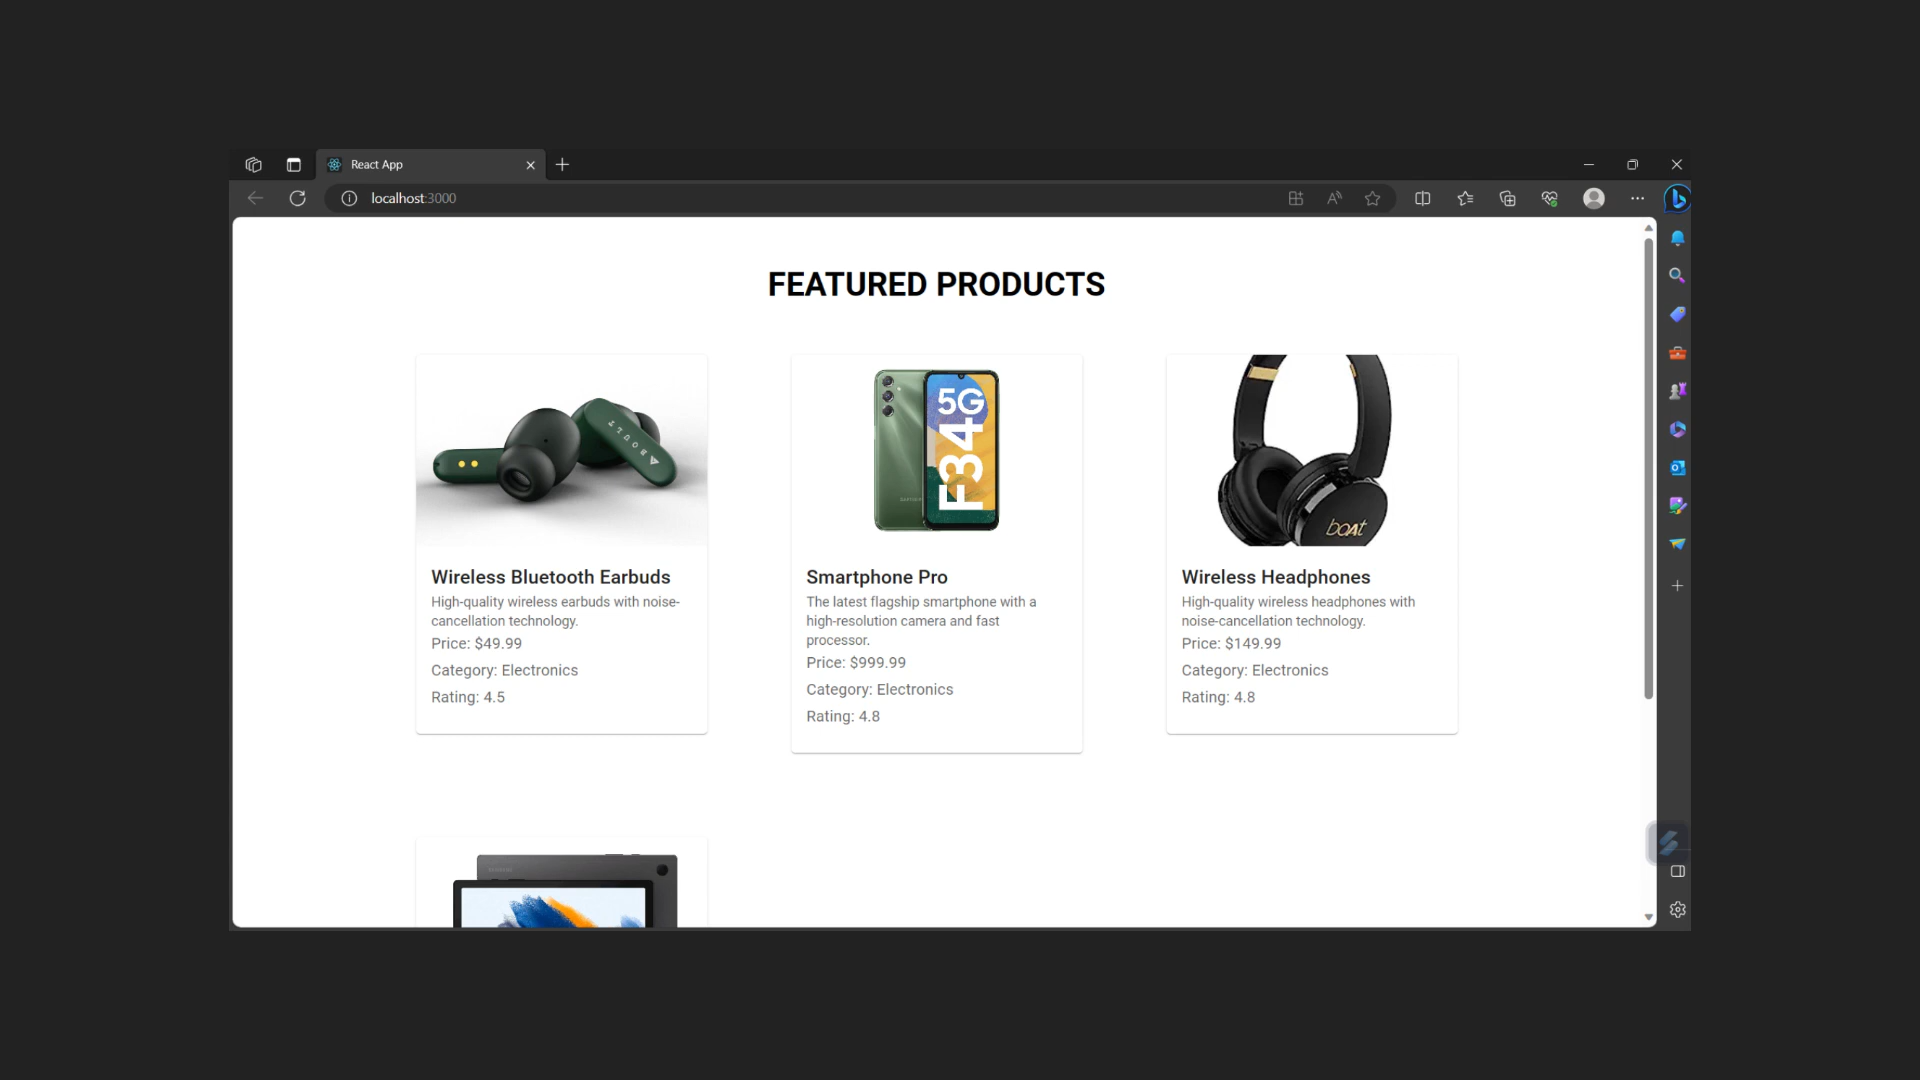 React App
localhost:3000
FEATURED PRODUCTS
BOULT
5G
F34
boAt
Wireless Bluetooth Earbuds
High-quality wireless earbuds with noise-
cancellation technology.
Price: $49.99
Category: Electronics
Rating: 4.5
Smartphone Pro
The latest flagship smartphone with a
high-resolution camera and fast
processor.
Price: $999.99
Category: Electronics
Rating: 4.8
Wireless Headphones
High-quality wireless headphones with
noise-cancellation technology.
Price: $149.99
Category: Electronics
Rating: 4.8